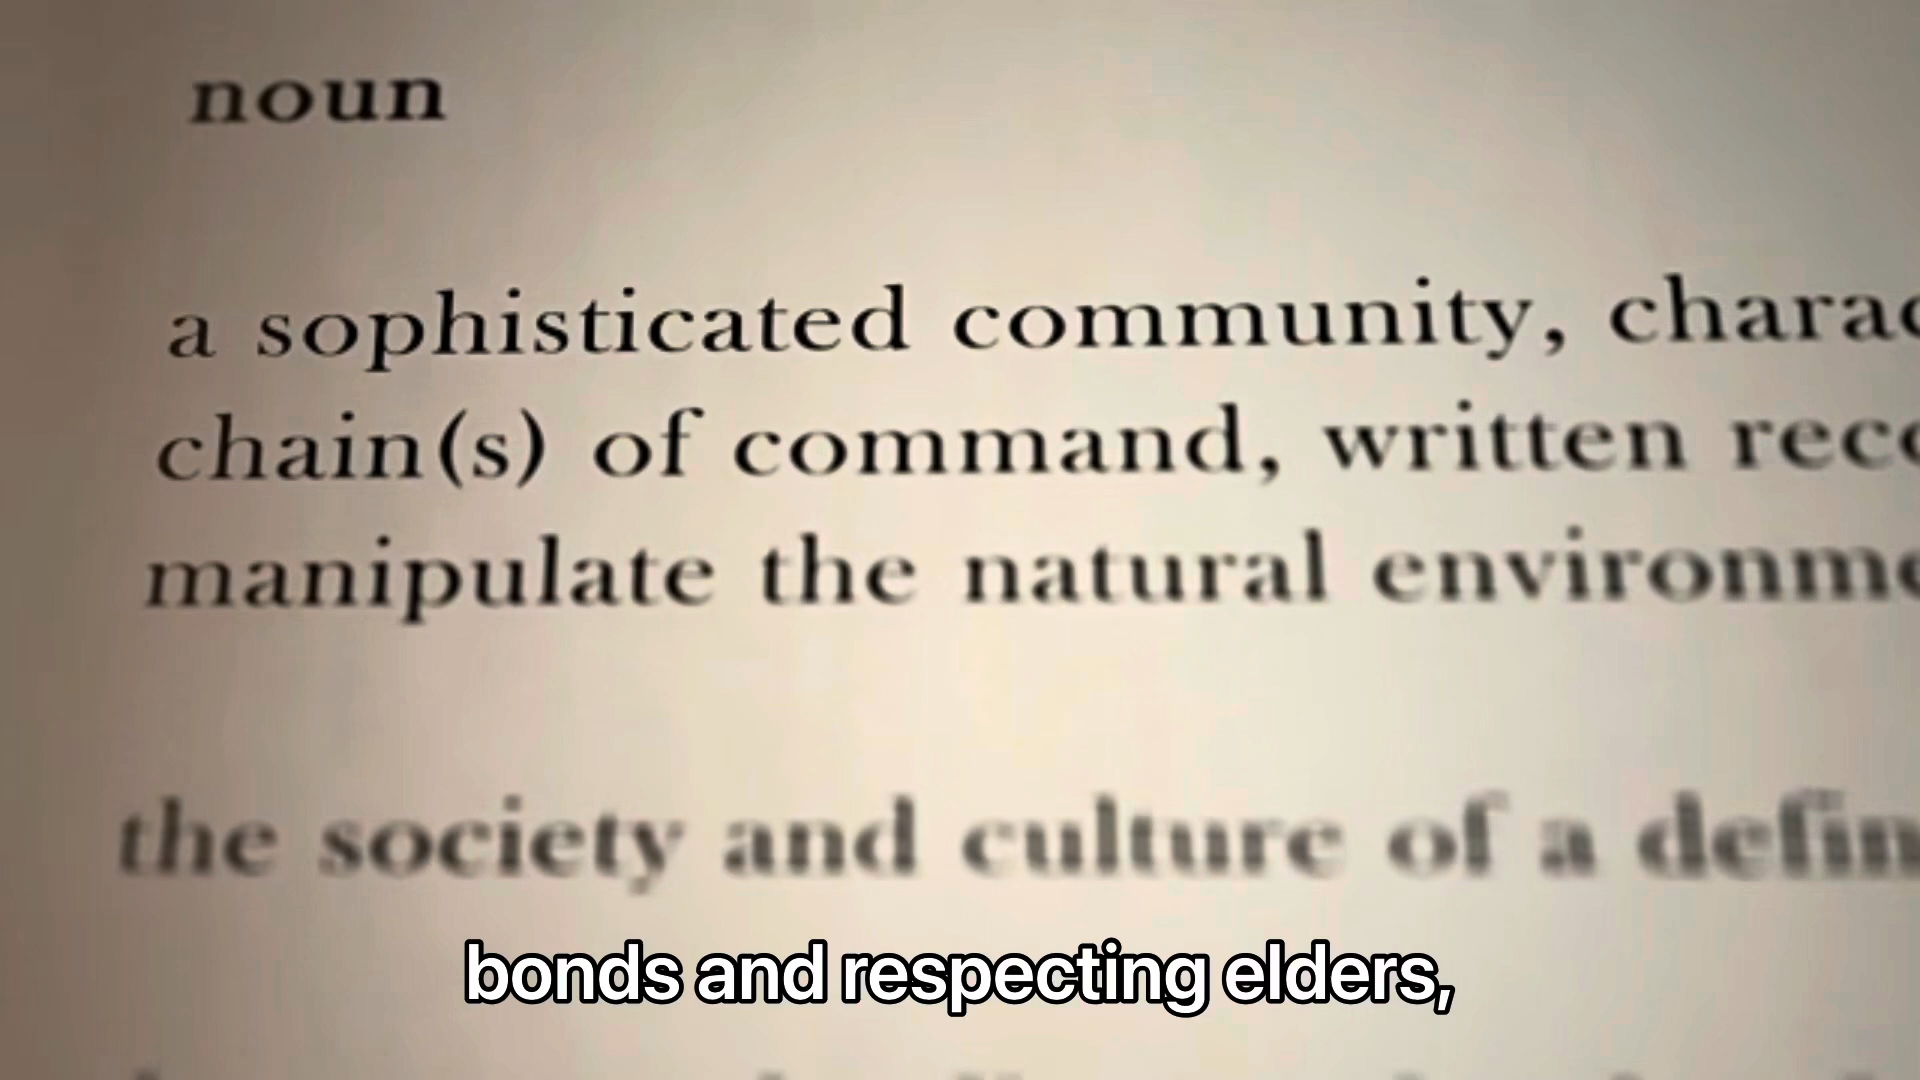 noun
a sophisticated community, charac
chain(s) of command, written reco
manipulate the natural environme
the society and culture of a defin
bonds and respecting elders,